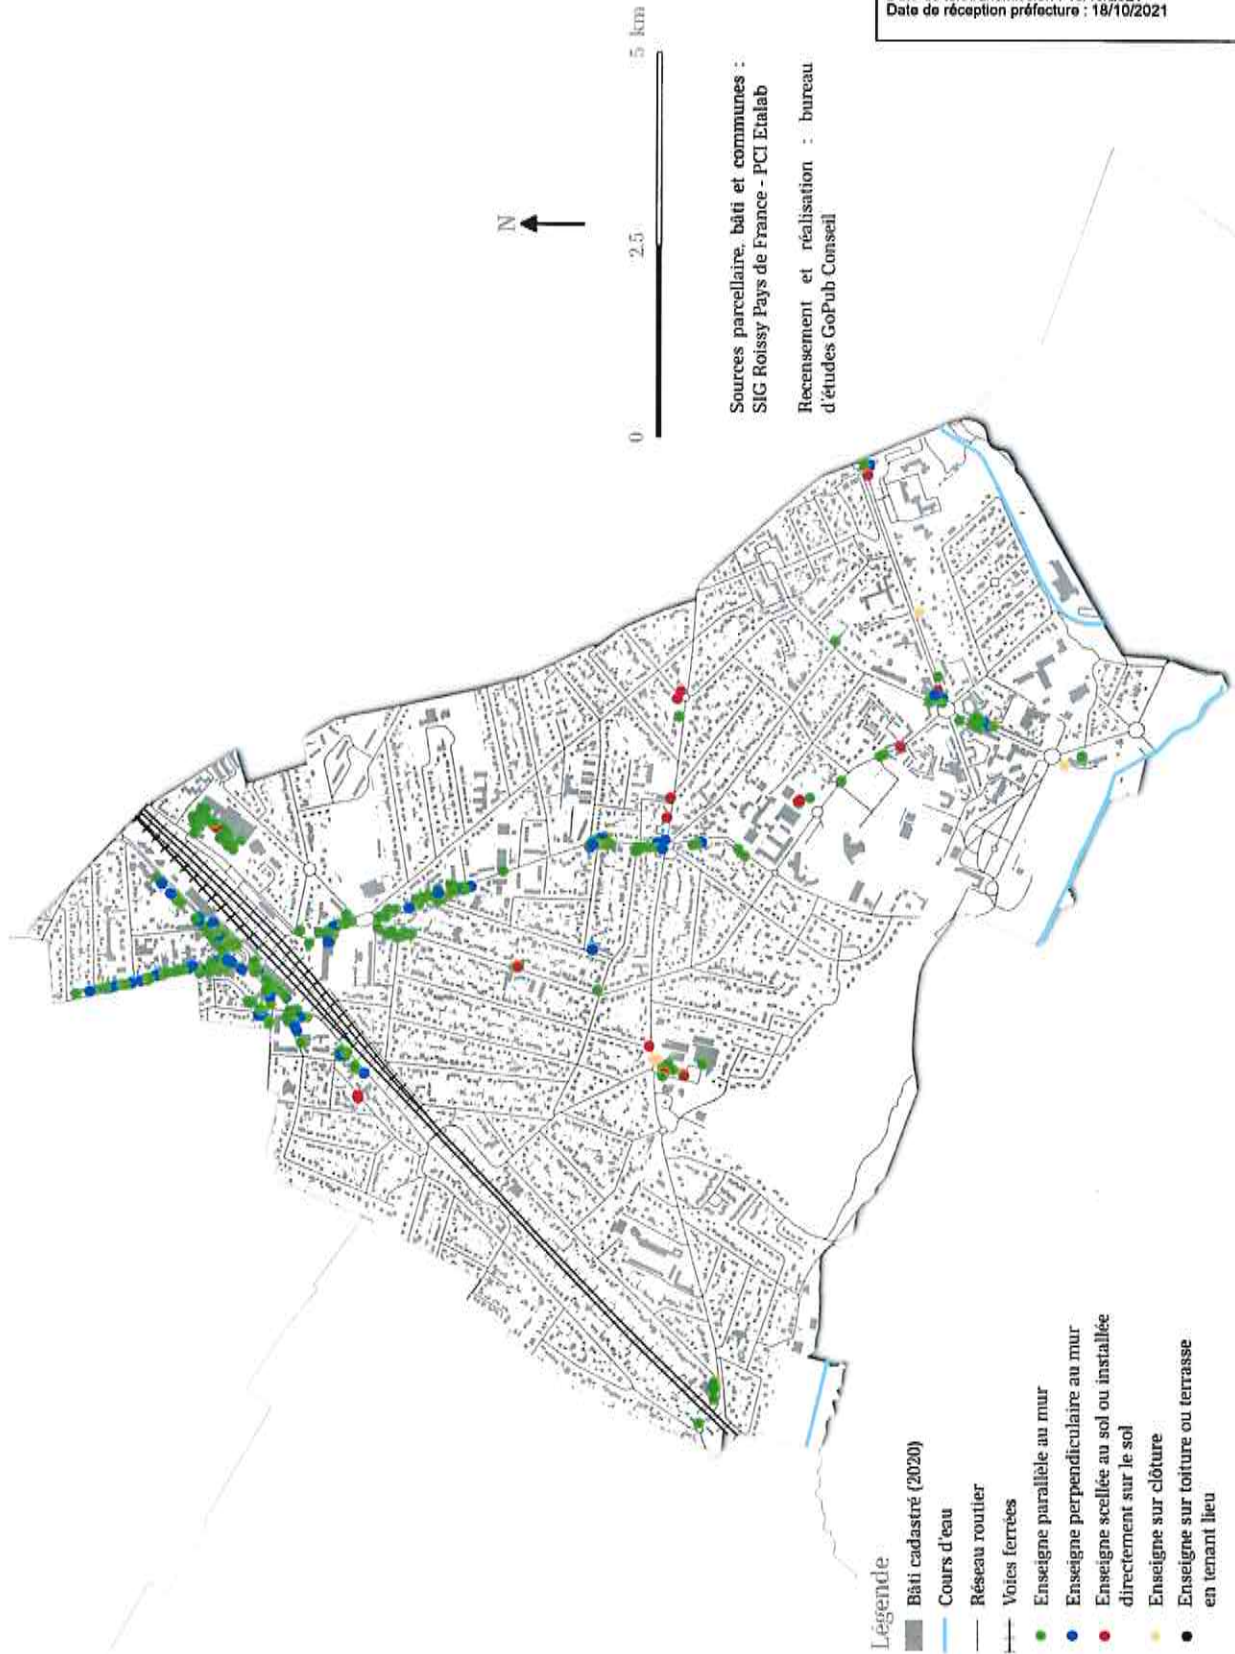 Date de réception préfecture : 18/10/2021
N
0
2.5
5 km
Sources parcellaire, bâti et communes :
SIG Roissy Pays de France - PCI Etalab
Recensement et réalisation : bureau
d'études GoPub Conseil
Légende
Bâti cadastré (2020)
Cours d'eau
Réseau routier
Voies ferrées
Enseigne parallèle au mur
Enseigne perpendiculaire au mur
Enseigne scellée au sol ou installée
directement sur le sol
Enseigne sur clôture
Enseigne sur toiture ou terrasse
en tenant lieu